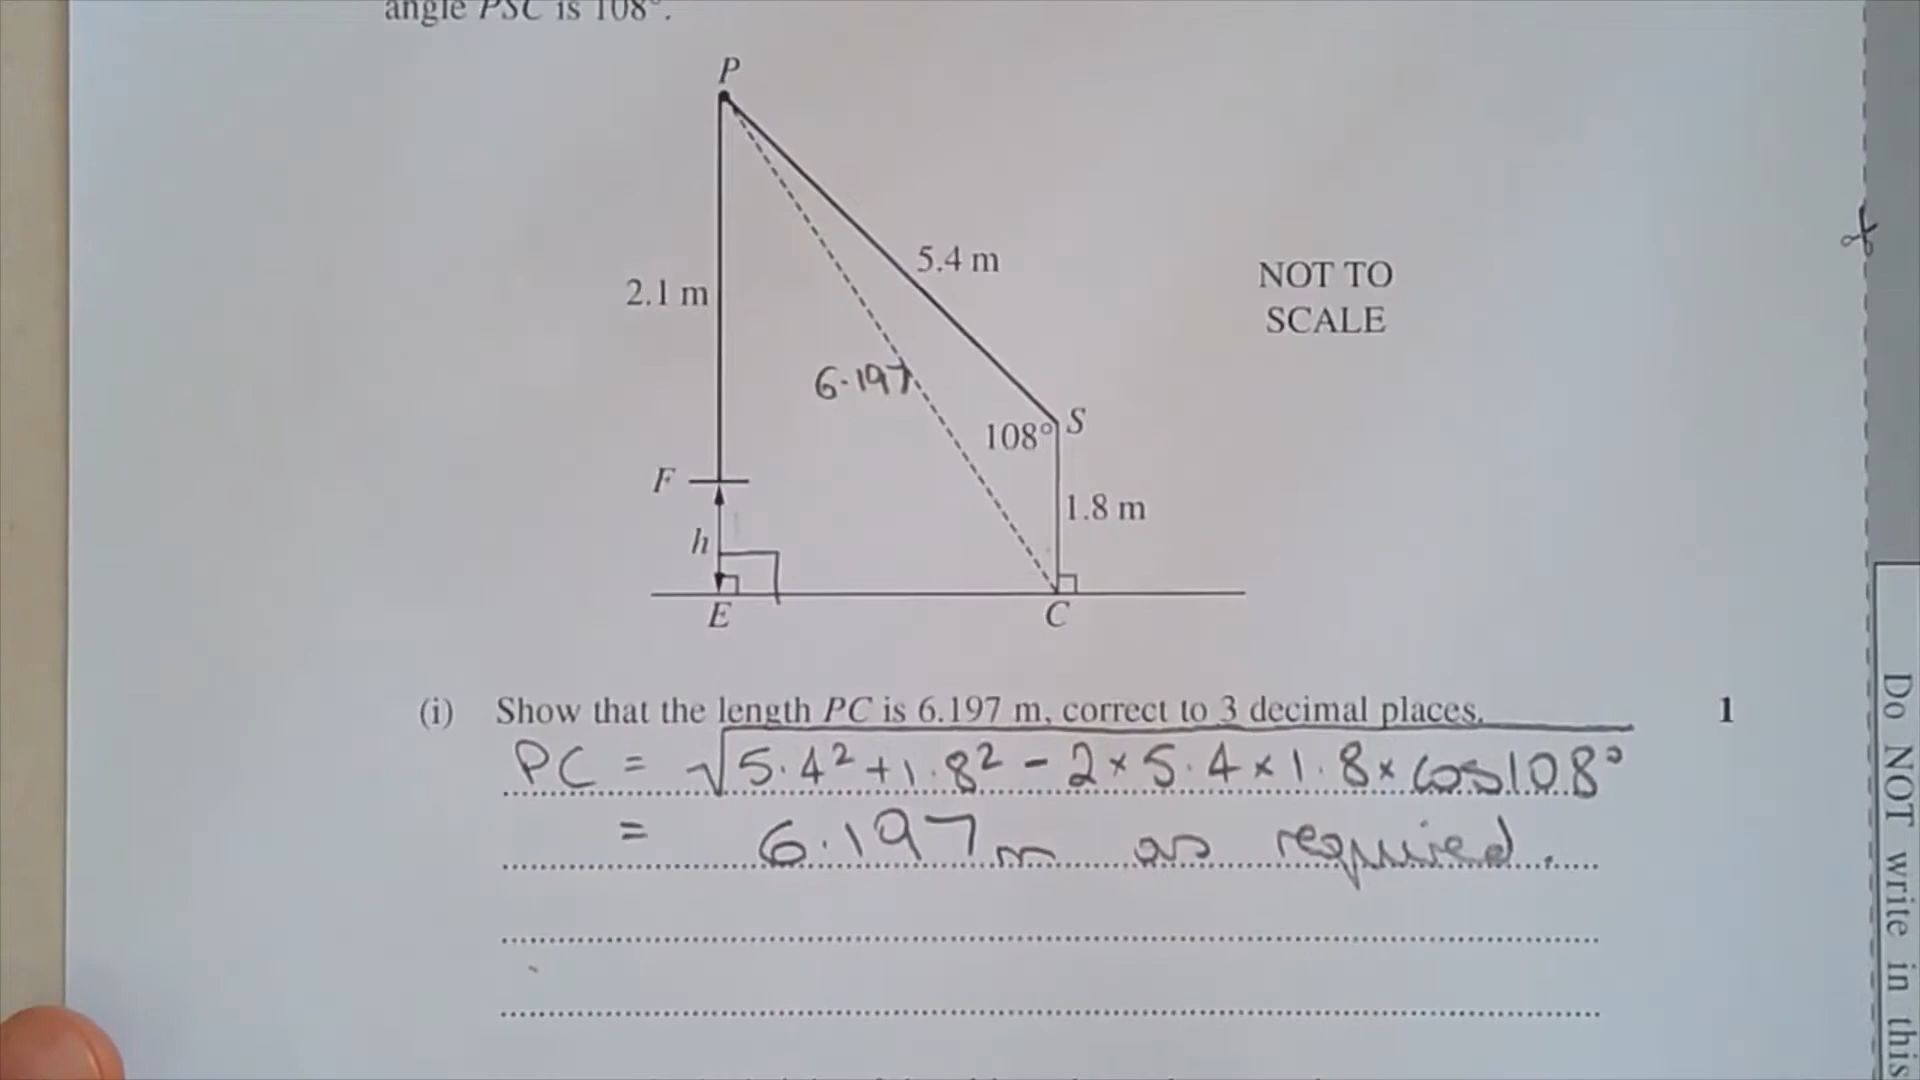 angle PSC is 108°.
P
5.4 m
2.1 m
NOT TO
SCALE
6.197
S
108°
F
1.8 m
h
E
C
(i) Show that the length PC is 6.197 m, correct to 3 decimal places. 1
PC = √5.4² + 1.8² - 2 × 5.4 × 1.8 × cos108°
= 6.197m as required.
Do NOT write in this